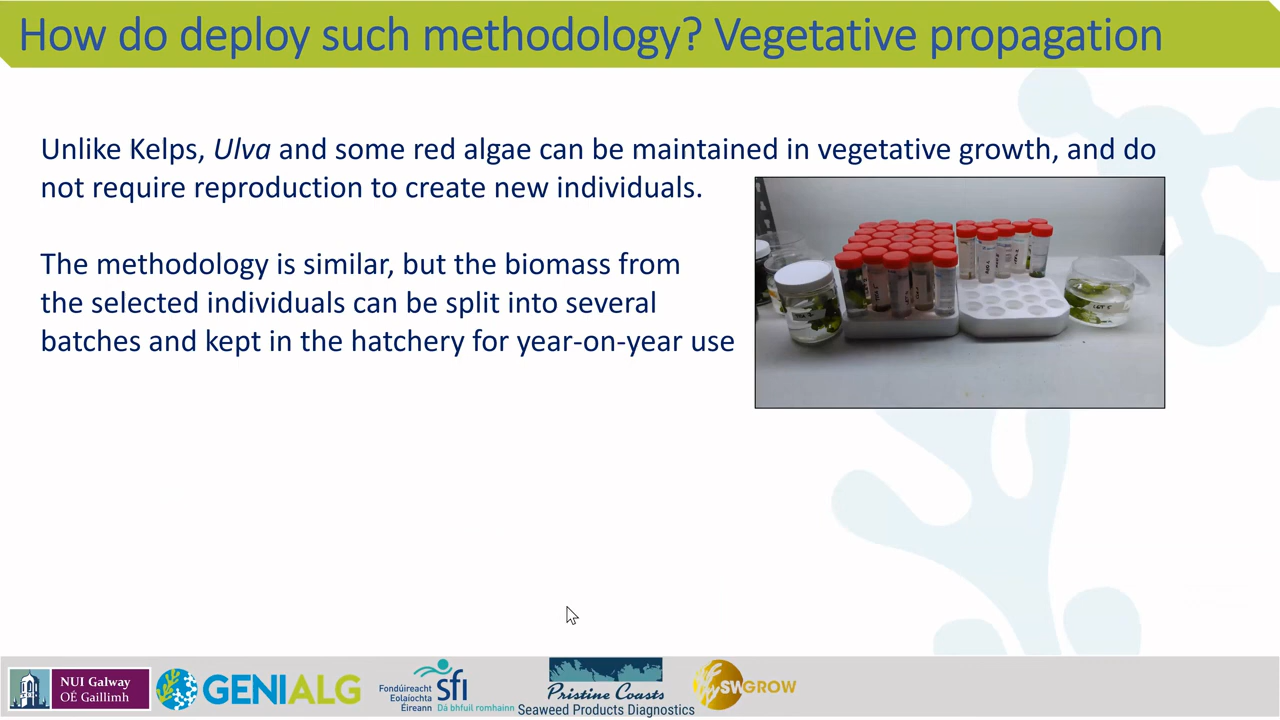 How do deploy such methodology? Vegetative propagation
Unlike Kelps, Ulva and some red algae can be maintained in vegetative growth, and do
not require reproduction to create new individuals.
The methodology is similar, but the biomass from
the selected individuals can be split into several
batches and kept in the hatchery for year-on-year use
NUI Galway
OÉ Gaillimh
GENIALG
Fondúireacht
Eolaíochta
Éireann
sfi
Dá bhfuil romhainn
Pristine Coasts
Seaweed Products Diagnostics
SWGROW